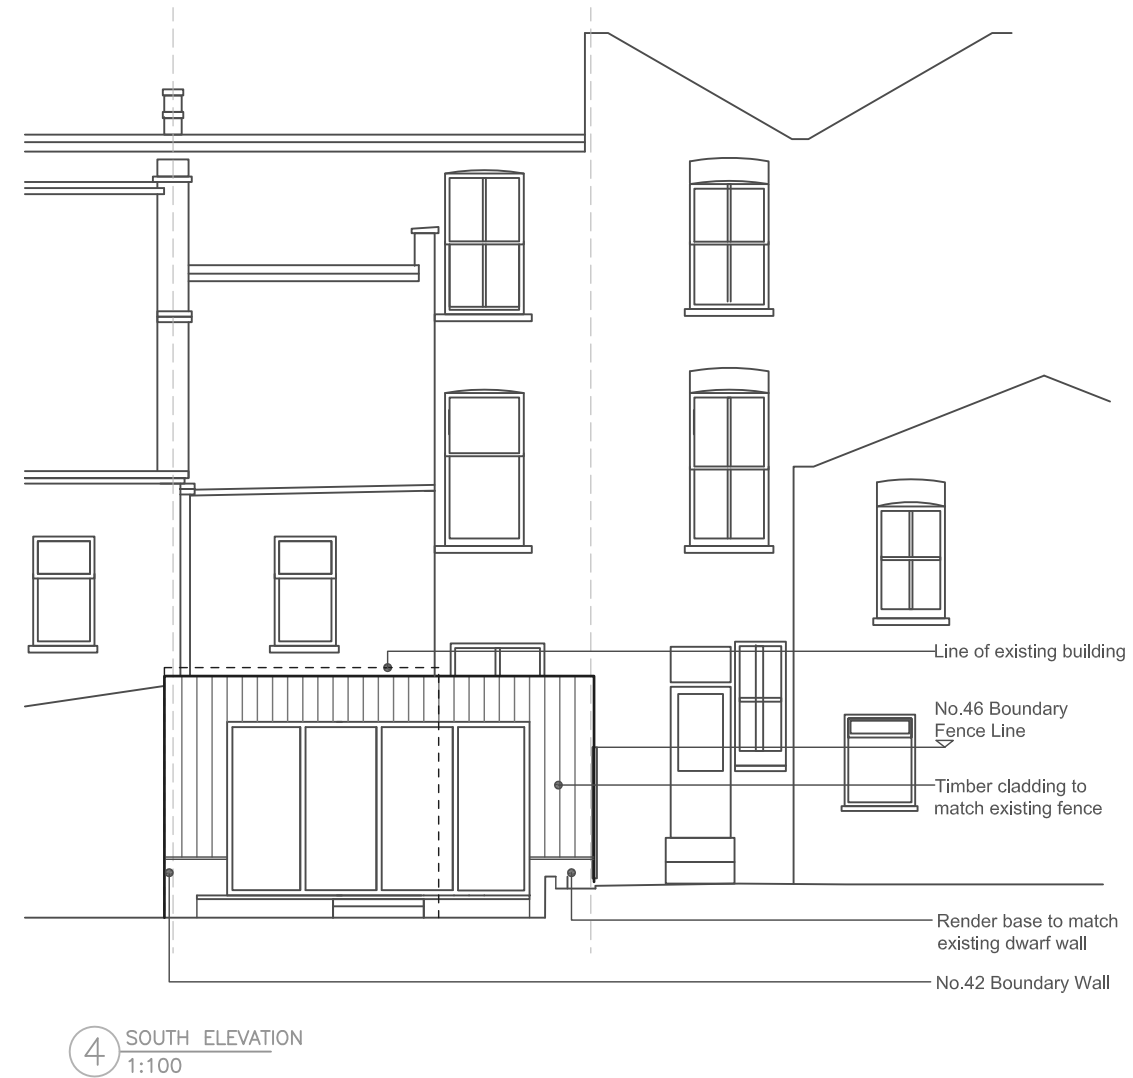 Line of existing building
No.46 Boundary
Fence Line
Timber cladding to
match existing fence
Render base to match
existing dwarf wall
No.42 Boundary Wall
4
SOUTH ELEVATION
1:100